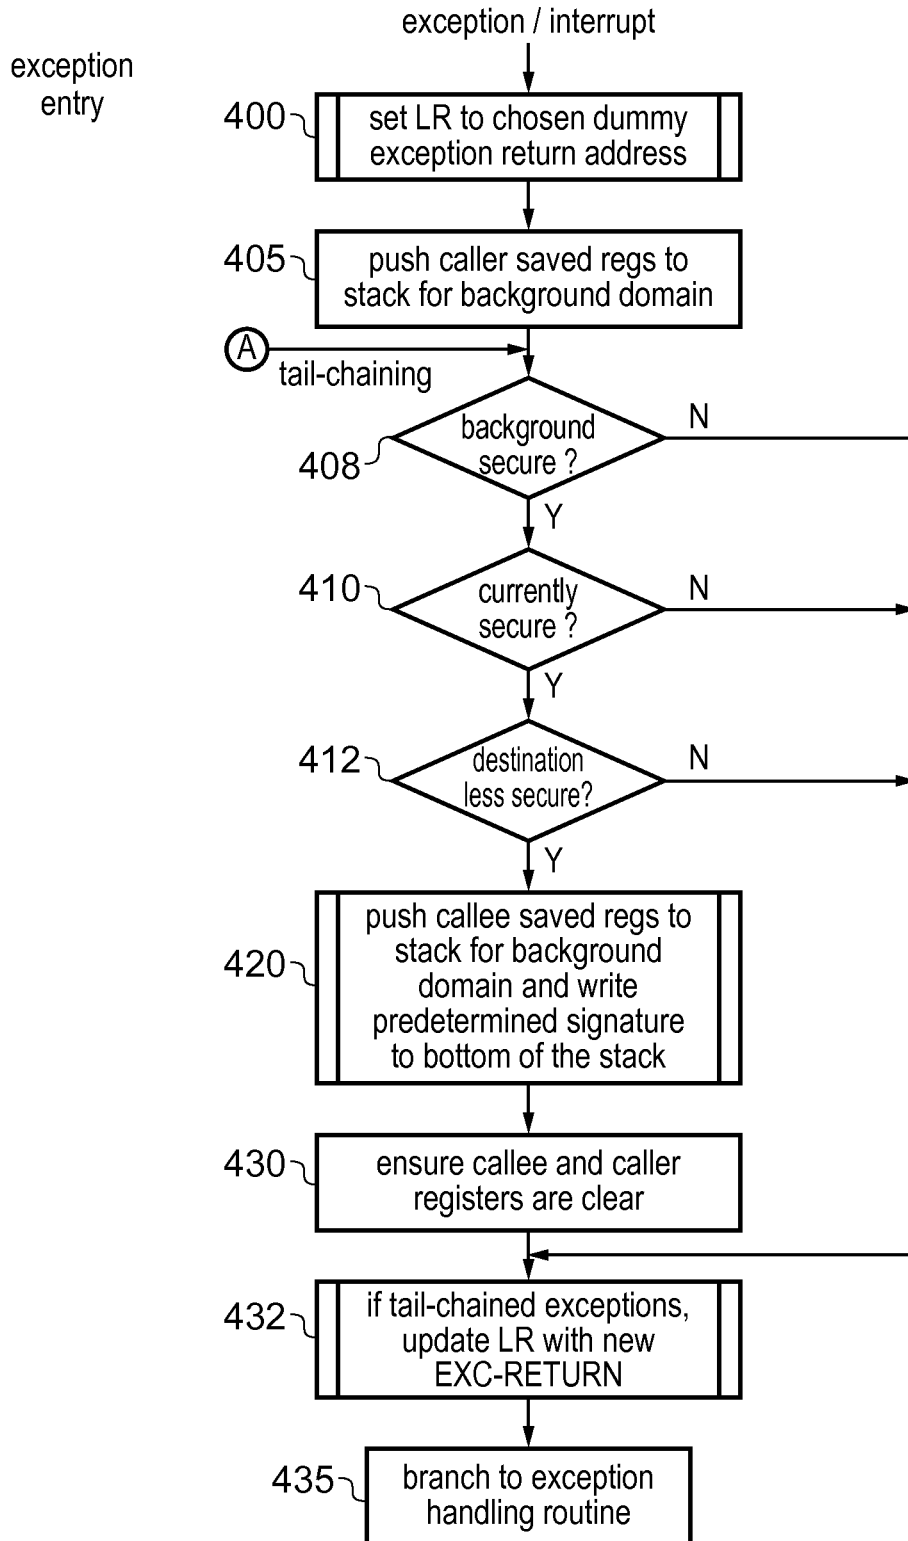 exception / interrupt
exception
entry
400
set LR to chosen dummy
exception return address
405
push caller saved regs to
stack for background domain
A
tail-chaining
408
background
secure ?
N
Y
410
currently
secure ?
N
Y
412
destination
less secure?
N
Y
420
push callee saved regs to
stack for background
domain and write
predetermined signature
to bottom of the stack
430
ensure callee and caller
registers are clear
432
if tail-chained exceptions,
update LR with new
EXC-RETURN
435
branch to exception
handling routine